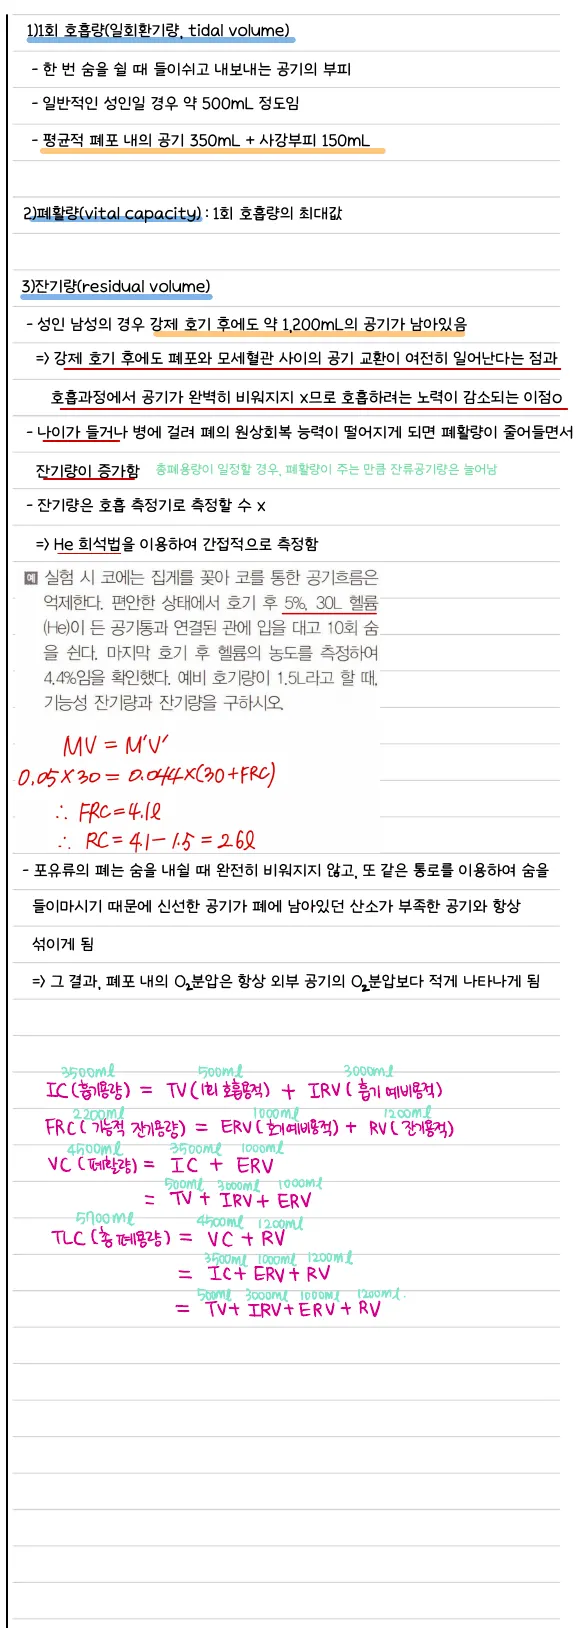 1)1회 호흡량(일회환기량, tidal volume)
- 한 번 숨을 쉴 때 들이쉬고 내보내는 공기의 부피
- 일반적인 성인일 경우 약 500mL 정도임
- 평균적 폐포 내의 공기 350mL + 사강부피 150mL
2)폐활량(vital capacity) : 1회 호흡량의 최대값
3)잔기량(residual volume)
- 성인 남성의 경우 강제 호기 후에도 약 1,200mL의 공기가 남아있음
=> 강제 호기 후에도 폐포와 모세혈관 사이의 공기 교환이 여전히 일어난다는 점과
호흡과정에서 공기가 완벽히 비워지지 x므로 호흡하려는 노력이 감소되는 이점o
- 나이가 들거나 병에 걸려 폐의 원상회복 능력이 떨어지게 되면 폐활량이 줄어들면서
잔기량이 증가함 총폐용량이 일정할 경우, 폐활량이 주는 만큼 잔류공기량은 늘어남
- 잔기량은 호흡 측정기로 측정할 수 x
=> He 희석법을 이용하여 간접적으로 측정함
예 실험 시 코에는 집게를 꽂아 코를 통한 공기흐름은
억제한다. 편안한 상태에서 호기 후 5%, 30L 헬륨
(He)이 든 공기통과 연결된 관에 입을 대고 10회 숨
을 쉰다. 마지막 호기 후 헬륨의 농도를 측정하여
4.4%임을 확인했다. 예비 호기량이 1.5L라고 할 때,
기능성 잔기량과 잔기량을 구하시오.
MV = M'V'
0.05×30 = 0.044×(30+FRC)
∴ FRC=4.1ℓ
∴ RC= 4.1-1.5 = 2.6ℓ
- 포유류의 폐는 숨을 내쉴 때 완전히 비워지지 않고, 또 같은 통로를 이용하여 숨을
들이마시기 때문에 신선한 공기가 폐에 남아있던 산소가 부족한 공기와 항상
섞이게 됨
=> 그 결과, 폐포 내의 O₂분압은 항상 외부 공기의 O₂분압보다 적게 나타나게 됨
3500mℓ 500mℓ 3000mℓ
IC(흡기용량) = TV(1회 호흡용적) + IRV(흡기 예비용적)
2200mℓ 1000mℓ 1200mℓ
FRC(기능적 잔기용량) = ERV(호기예비용적) + RV(잔기용적)
4500mℓ 3500mℓ 1000mℓ
VC(폐활량) = IC + ERV
500mℓ 3000mℓ 1000mℓ
= TV + IRV + ERV
5700mℓ 4500mℓ 1200mℓ
TLC(총 폐용량) = VC + RV
3500mℓ 1000mℓ 1200mℓ
= IC + ERV + RV
500mℓ 3000mℓ 1000mℓ 1200mℓ.
= TV + IRV + ERV + RV